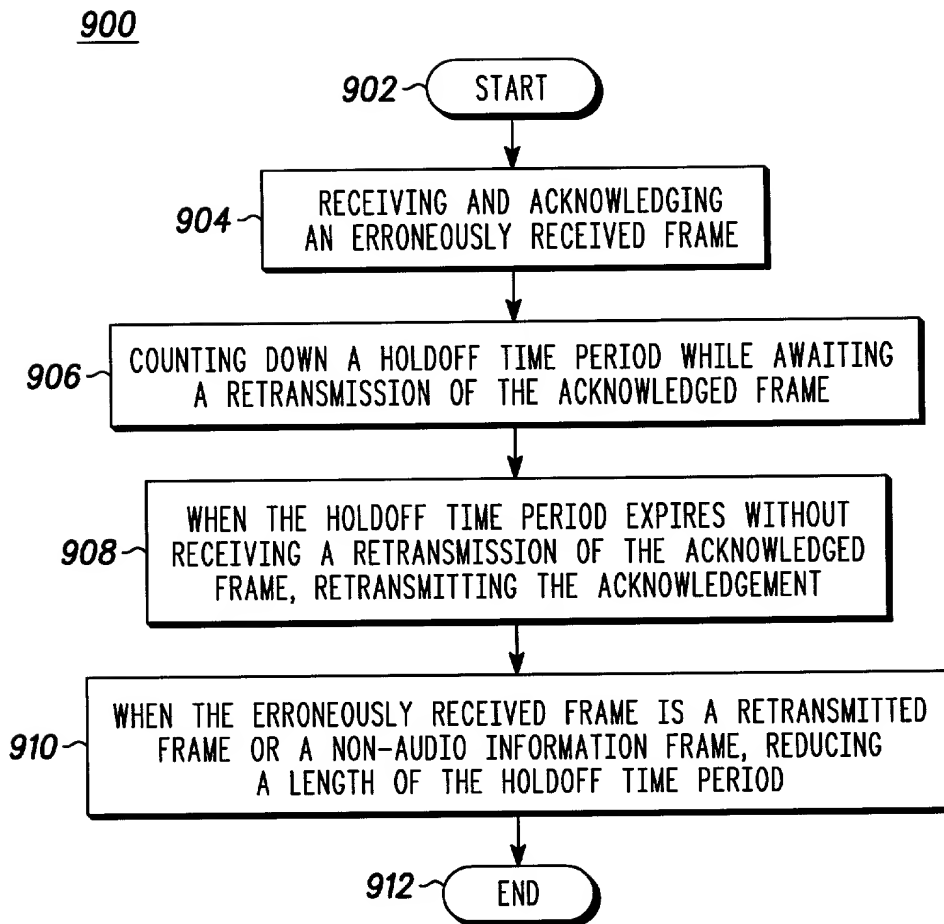 900
902
START
904
RECEIVING AND ACKNOWLEDGING
AN ERRONEOUSLY RECEIVED FRAME
906
COUNTING DOWN A HOLDOFF TIME PERIOD WHILE AWAITING
A RETRANSMISSION OF THE ACKNOWLEDGED FRAME
908
WHEN THE HOLDOFF TIME PERIOD EXPIRES WITHOUT
RECEIVING A RETRANSMISSION OF THE ACKNOWLEDGED
FRAME, RETRANSMITTING THE ACKNOWLEDGEMENT
910
WHEN THE ERRONEOUSLY RECEIVED FRAME IS A RETRANSMITTED
FRAME OR A NON-AUDIO INFORMATION FRAME, REDUCING
A LENGTH OF THE HOLDOFF TIME PERIOD
912
END